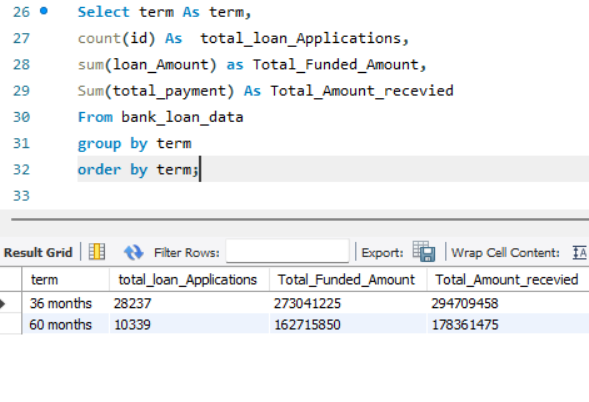 26 Select term As term,
27 count(id) As  total_loan_Applications,
28 sum(loan_Amount) as Total_Funded_Amount,
29 Sum(total_payment) As Total_Amount_recevied
30 From bank_loan_data
31 group by term
32 order by term;
33
Result Grid Filter Rows: Export: Wrap Cell Content: IA
term total_loan_Applications Total_Funded_Amount Total_Amount_recevied
36 months 28237 273041225 294709458
60 months 10339 162715850 178361475